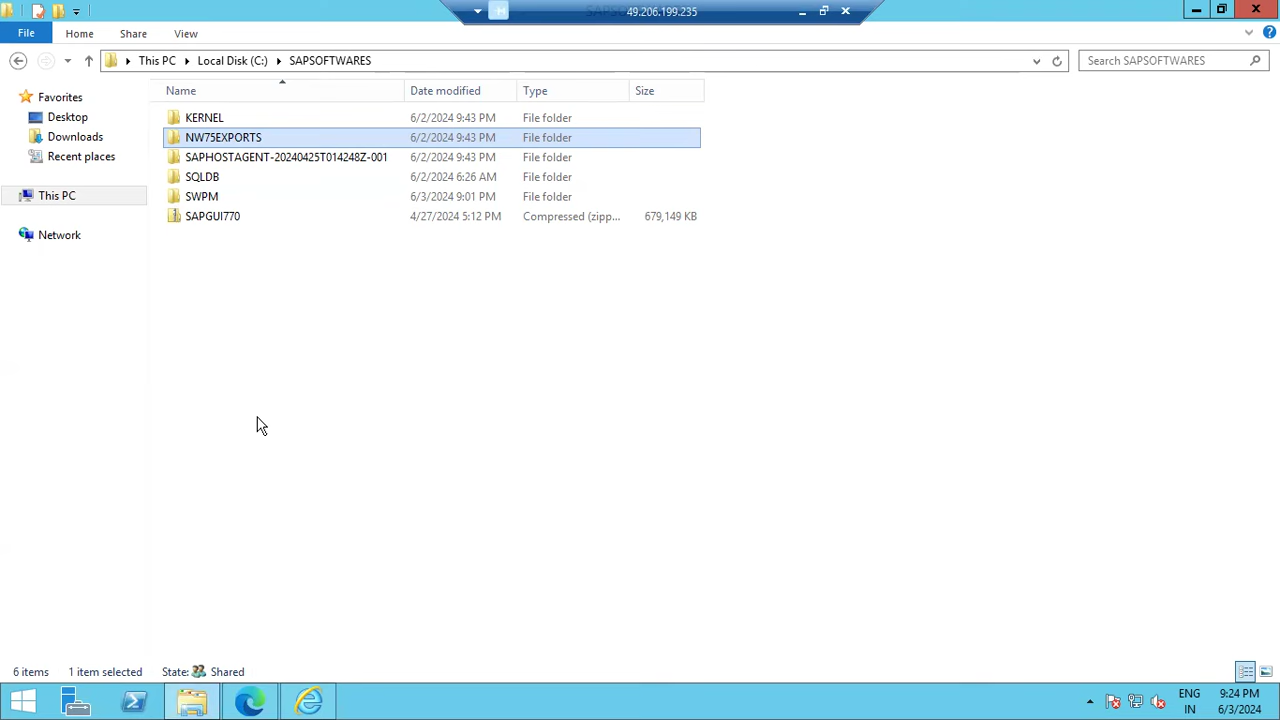 49.206.199.235
File Home Share View
This PC Local Disk (C:) SAPSOFTWARES Search SAPSOFTWARES
Name Date modified Type Size
Favorites
Desktop
Downloads
Recent places
This PC
Network
KERNEL 6/2/2024 9:43 PM File folder
NW75EXPORTS 6/2/2024 9:43 PM File folder
SAPHOSTAGENT-20240425T014248Z-001 6/2/2024 9:43 PM File folder
SQLDB 6/2/2024 6:26 AM File folder
SWPM 6/3/2024 9:01 PM File folder
SAPGUI770 4/27/2024 5:12 PM Compressed (zipp... 679,149 KB
6 items 1 item selected State: Shared
ENG 9:24 PM
IN 6/3/2024